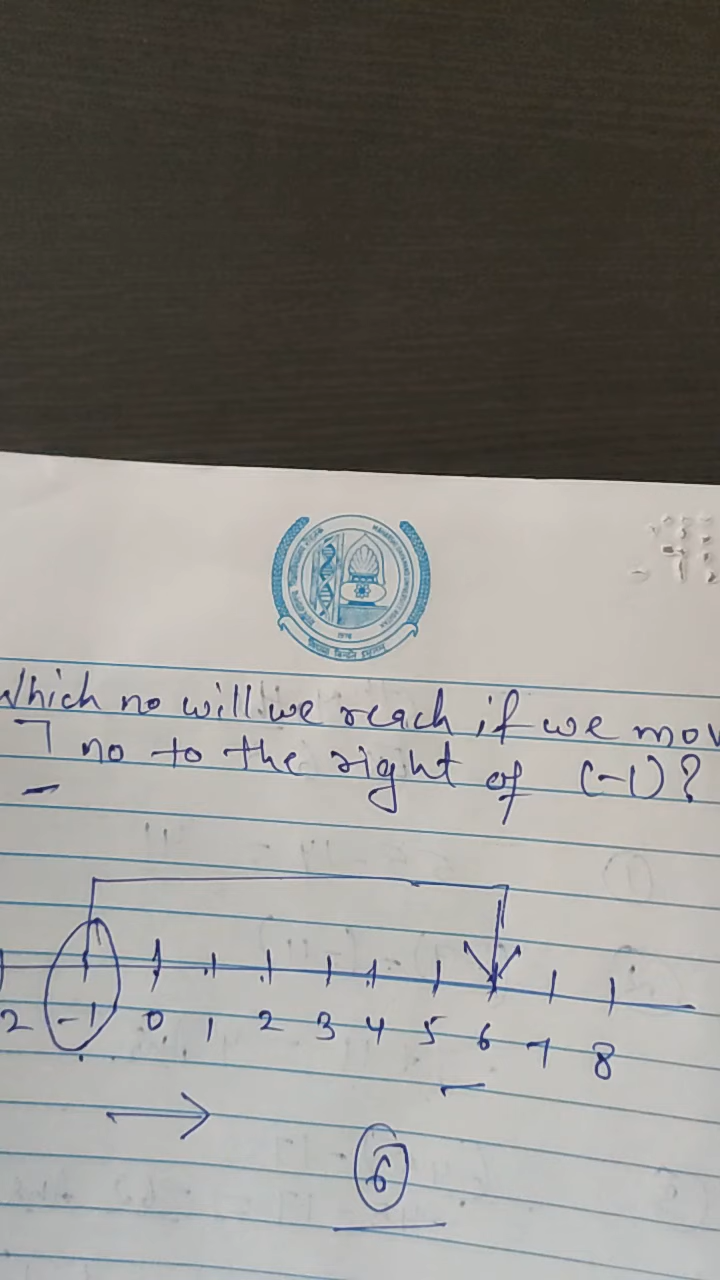 Which no will we reach if we mov
7 no to the right of (-1)?
2 -1 0 1 2 3 4 5 6 7 8
6